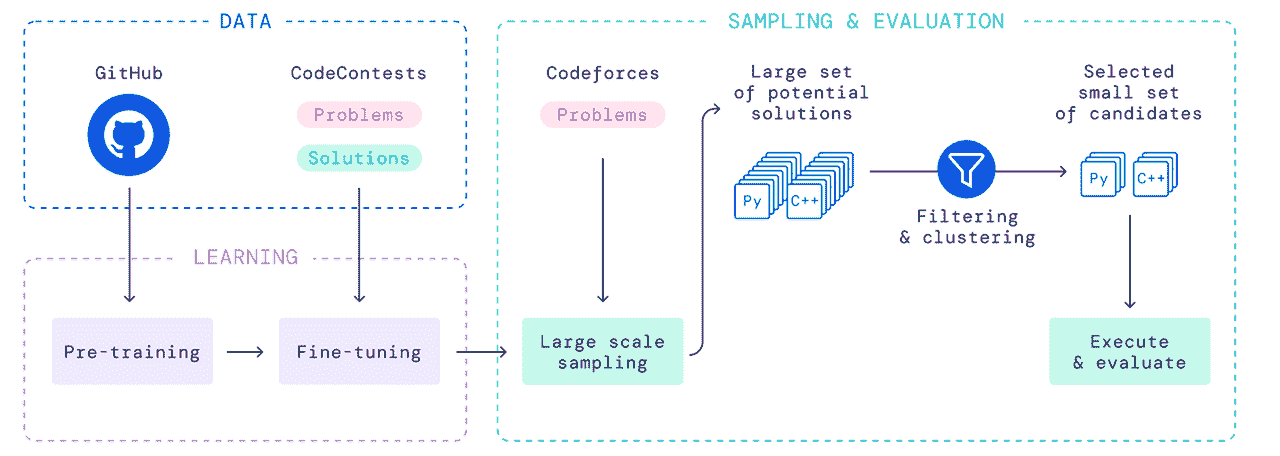 DATA
GitHub
CodeContests
Problems
Solutions
LEARNING
Pre-training
Fine-tuning
SAMPLING & EVALUATION
Codeforces
Problems
Large scale
sampling
Large set
of potential
solutions
Py
C++
Filtering
& clustering
Selected
small set
of candidates
Py
C++
Execute
& evaluate